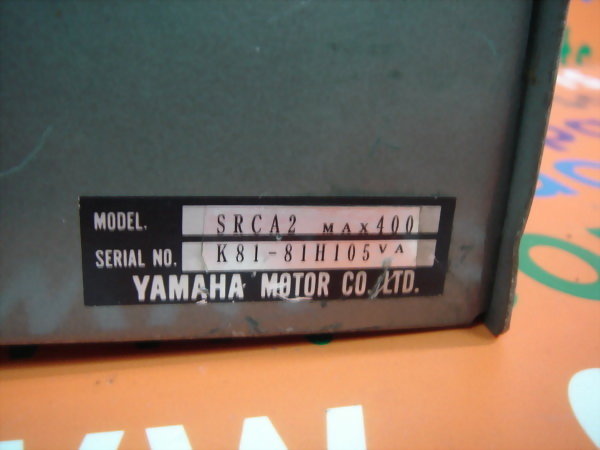 MODEL. SRCA2 MAX400
SERIAL NO. K81-81H105 VA
YAMAHA MOTOR CO. LTD.